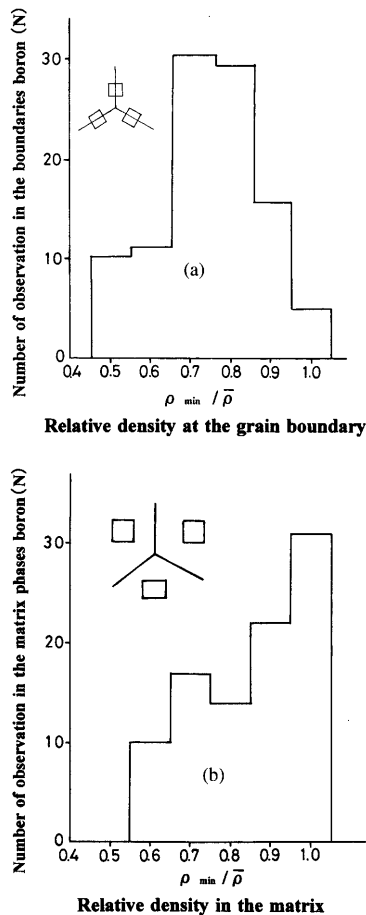 Number of observation in the boundaries boron (N)
30
20
10
0
(a)
0.4 0.5 0.6 0.7 0.8 0.9 1.0
ρ min / ρ̄
Relative density at the grain boundary
Number of observation in the matrix phases boron (N)
30
20
10
0
(b)
0.4 0.5 0.6 0.7 0.8 0.9 1.0
ρ min / ρ̄
Relative density in the matrix